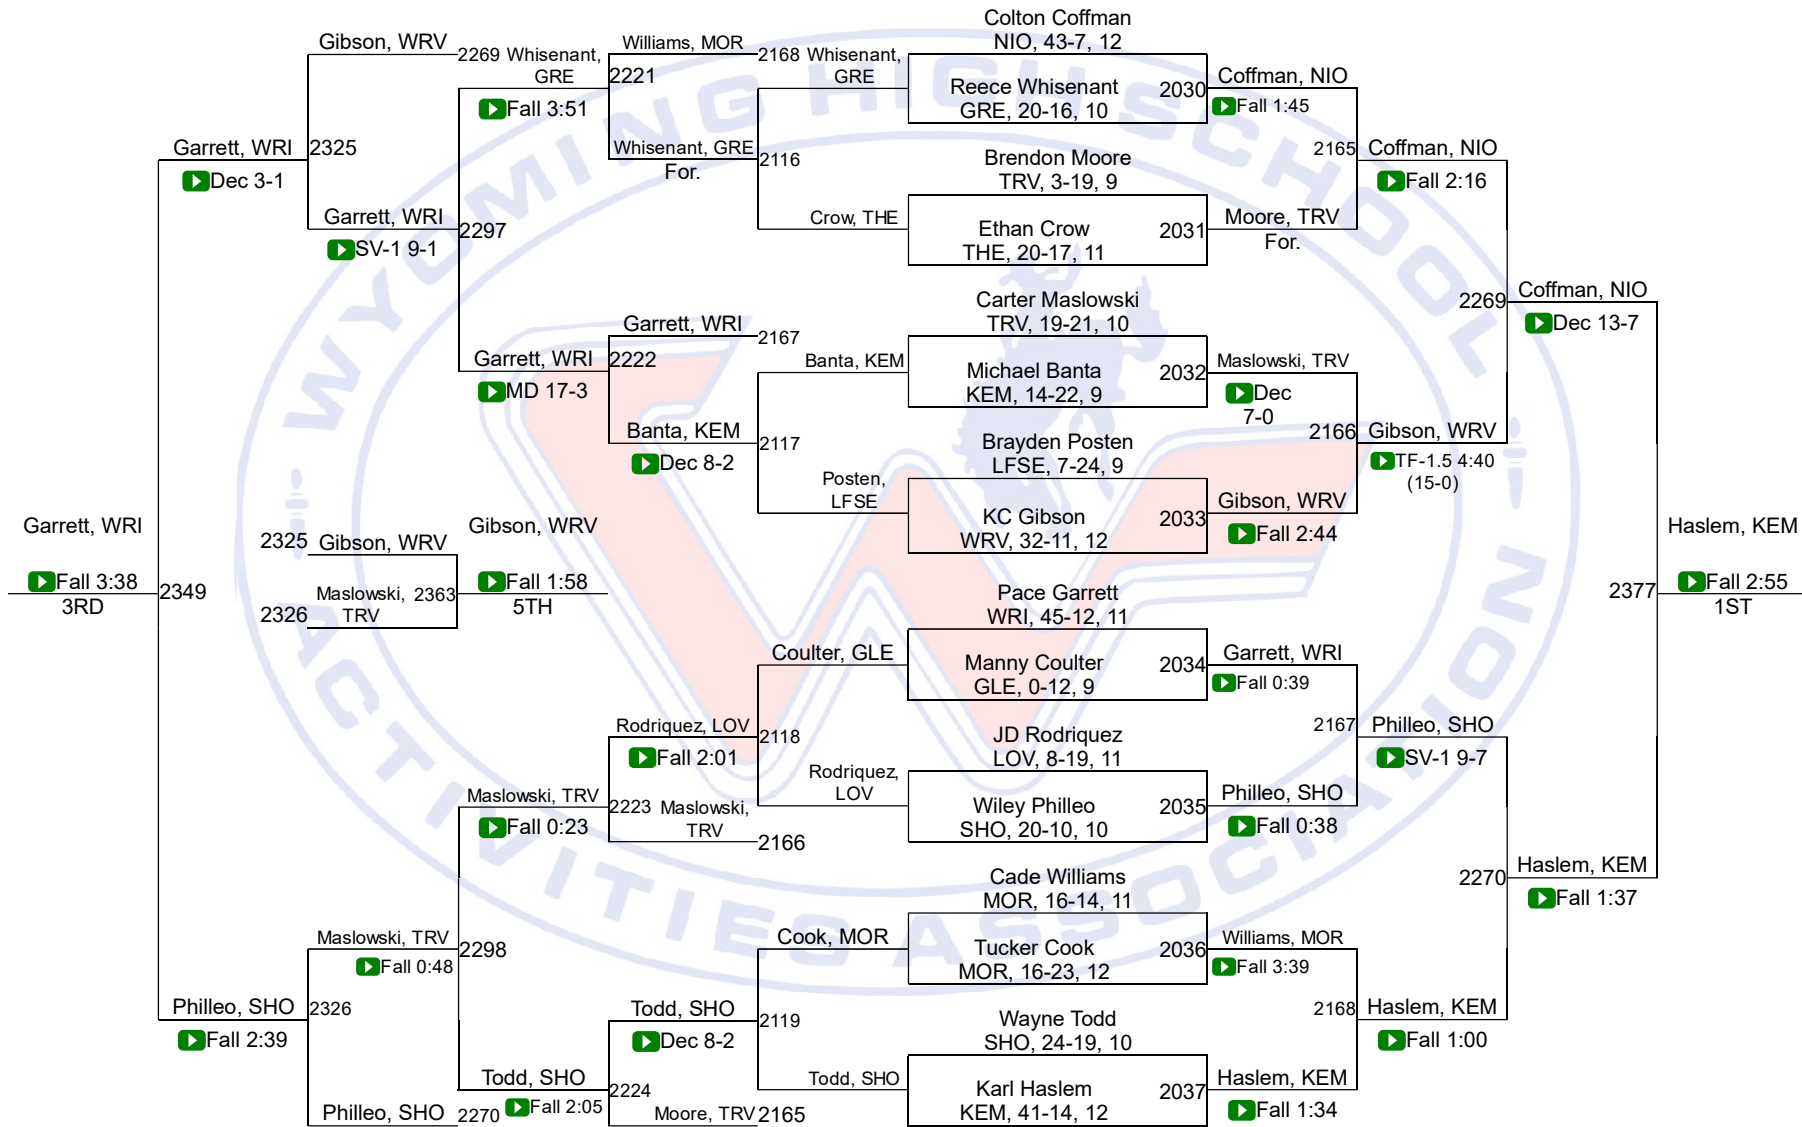 Colton Coffman
NIO, 43-7, 12
Reece Whisenant
GRE, 20-16, 10
2030
Brendon Moore
TRV, 3-19, 9
Ethan Crow
THE, 20-17, 11
2031
Carter Maslowski
TRV, 19-21, 10
Michael Banta
KEM, 14-22, 9
2032
Brayden Posten
LFSE, 7-24, 9
KC Gibson
WRV, 32-11, 12
2033
Pace Garrett
WRI, 45-12, 11
Manny Coulter
GLE, 0-12, 9
2034
JD Rodriquez
LOV, 8-19, 11
Wiley Philleo
SHO, 20-10, 10
2035
Cade Williams
MOR, 16-14, 11
Tucker Cook
MOR, 16-23, 12
2036
Wayne Todd
SHO, 24-19, 10
Karl Haslem
KEM, 41-14, 12
2037
Coffman, NIO
Fall 1:45
Moore, TRV
For.
Maslowski, TRV
Dec
7-0
Gibson, WRV
Fall 2:44
Garrett, WRI
Fall 0:39
Philleo, SHO
Fall 0:38
Williams, MOR
Fall 3:39
Haslem, KEM
Fall 1:34
2165
Coffman, NIO
Fall 2:16
2166
Gibson, WRV
TF-1.5 4:40
(15-0)
2167
Philleo, SHO
SV-1 9-7
2168
Haslem, KEM
Fall 1:00
2269
Coffman, NIO
Dec 13-7
2270
Haslem, KEM
Fall 1:37
2377
Haslem, KEM
Fall 2:55
1ST
Whisenant,
GRE
Crow, THE
Banta, KEM
Posten,
LFSE
Coulter, GLE
Rodriquez,
LOV
Cook, MOR
Todd, SHO
Williams, MOR
2168
Whisenant, GRE
For.
2116
Garrett, WRI
2167
Banta, KEM
Dec 8-2
2117
Rodriquez, LOV
Fall 2:01
2118
Maslowski,
TRV
2166
Todd, SHO
Dec 8-2
2119
Moore, TRV
2165
Whisenant,
GRE
Fall 3:51
2221
Garrett, WRI
MD 17-3
2222
Maslowski, TRV
Fall 0:23
2223
Todd, SHO
Fall 2:05
2224
Gibson, WRV
2269
Garrett, WRI
SV-1 9-1
2297
Maslowski, TRV
Fall 0:48
2298
Philleo, SHO
2270
Garrett, WRI
Dec 3-1
2325
Philleo, SHO
Fall 2:39
2326
Garrett, WRI
Fall 3:38
3RD
2349
2325
Gibson, WRV
2326
Maslowski,
TRV
2363
Gibson, WRV
Fall 1:58
5TH
WYOMING HIGH SCHOOL
ACTIVITIES ASSOCIATION
W